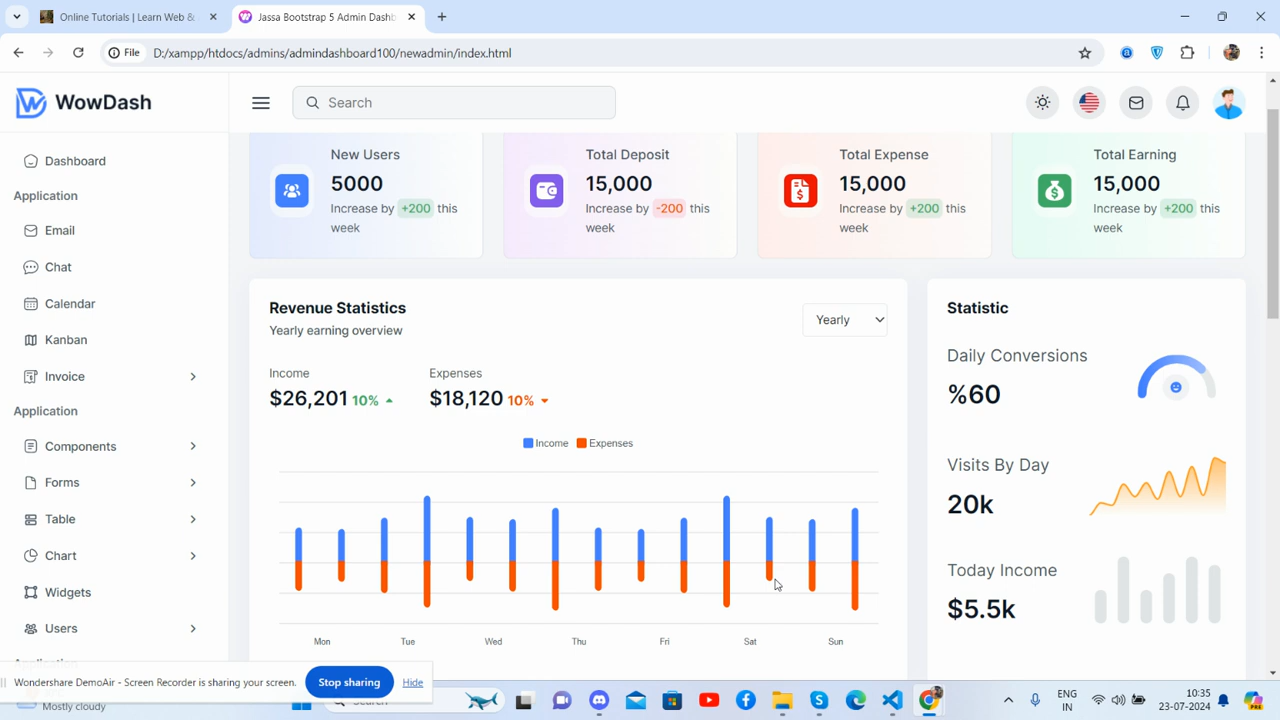 Online Tutorials | Learn Web &
Jassa Bootstrap 5 Admin Dashb
File
D:/xampp/htdocs/admins/admindashboard100/newadmin/index.html
WowDash
Search
Dashboard
Application
Email
Chat
Calendar
Kanban
Invoice
Application
Components
Forms
Table
Chart
Widgets
Users
New Users
5000
Increase by +200 this
week
Total Deposit
15,000
Increase by -200 this
week
Total Expense
15,000
Increase by +200 this
week
Total Earning
15,000
Increase by +200 this
week
Revenue Statistics
Yearly earning overview
Yearly
Income
$26,201 10%
Expenses
$18,120 10%
Income Expenses
Mon Tue Wed Thu Fri Sat Sun
Statistic
Daily Conversions
%60
Visits By Day
20k
Today Income
$5.5k
Wondershare DemoAir - Screen Recorder is sharing your screen.
Stop sharing
Hide
Mostly cloudy
Search
ENG
IN
10:35
23-07-2024